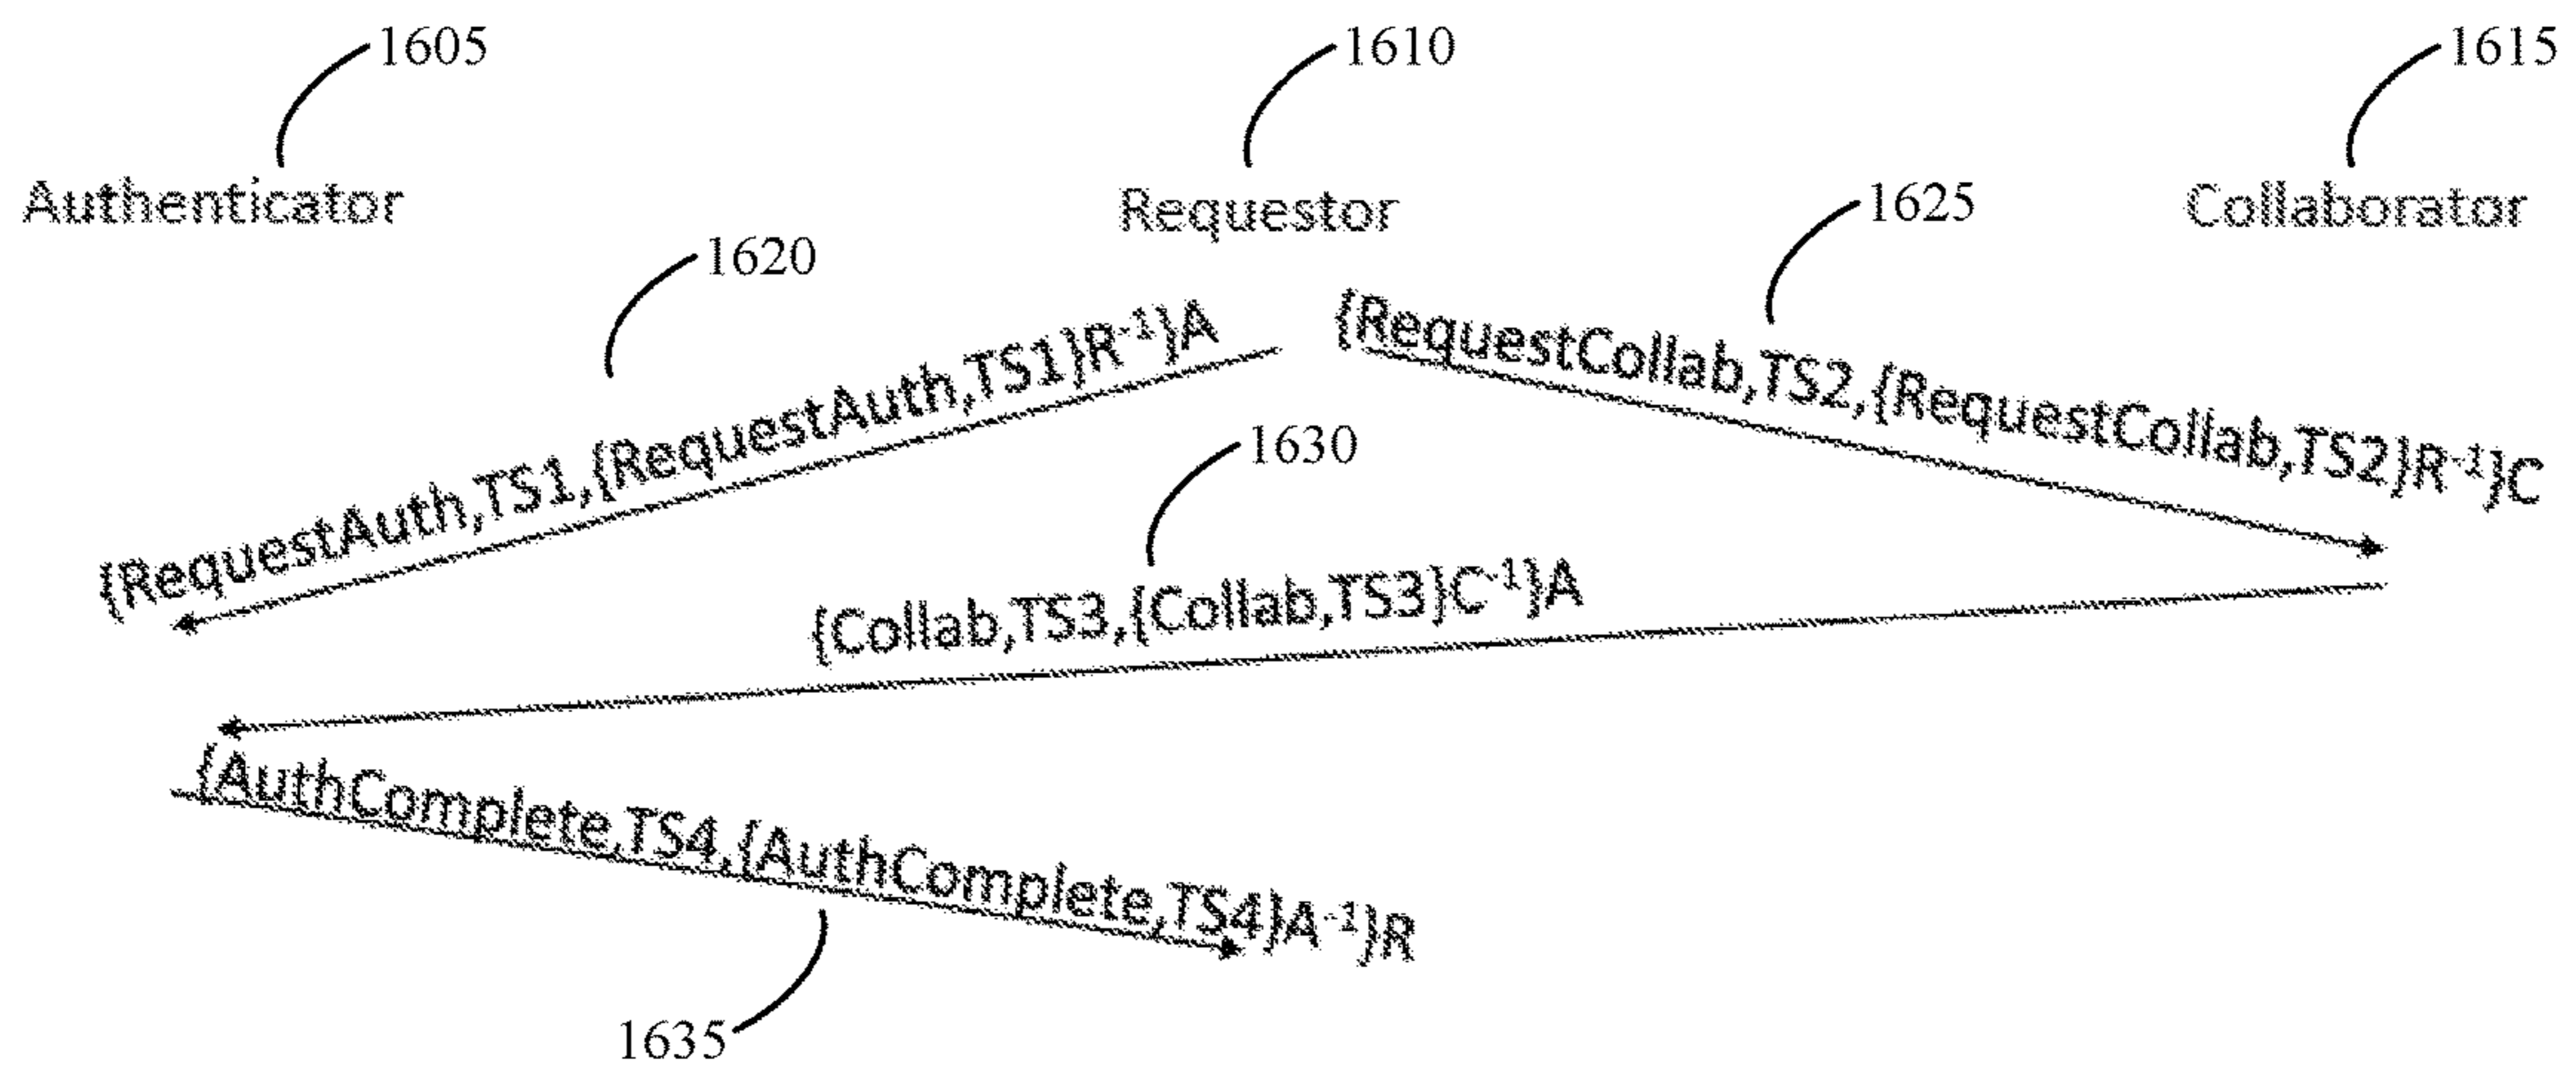 1605
1610
1615
Authenticator
Requestor
Collaborator
1620
1625
{RequestAuth,TS1,{RequestAuth,TS1}R⁻¹}A
{RequestCollab,TS2,{RequestCollab,TS2}R⁻¹}C
1630
{Collab,TS3,{Collab,TS3}C⁻¹}A
{AuthComplete,TS4,{AuthComplete,TS4}A⁻¹}R
1635